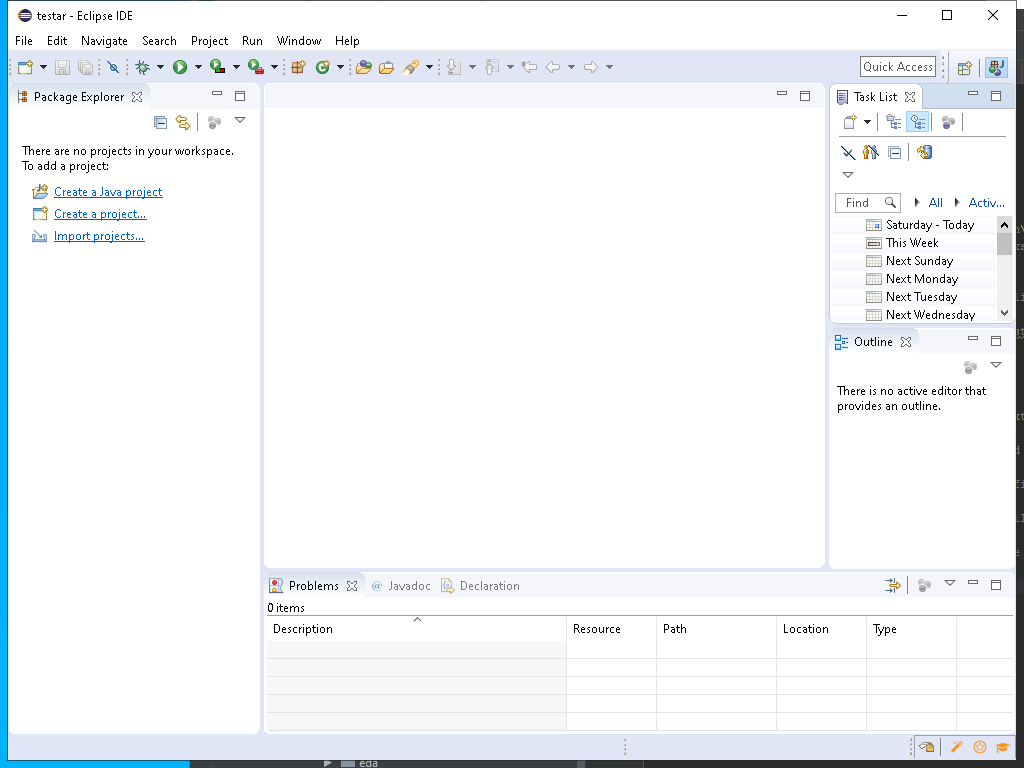 testar - Eclipse IDE
File Edit Navigate Search Project Run Window Help
Quick Access
Package Explorer
There are no projects in your workspace.
To add a project:
Create a Java project
Create a project...
Import projects...
Task List
Find
All
Activ...
Saturday - Today
This Week
Next Sunday
Next Monday
Next Tuesday
Next Wednesday
Outline
There is no active editor that
provides an outline.
Problems
@ Javadoc
Declaration
0 items
Description Resource Path Location Type
eda